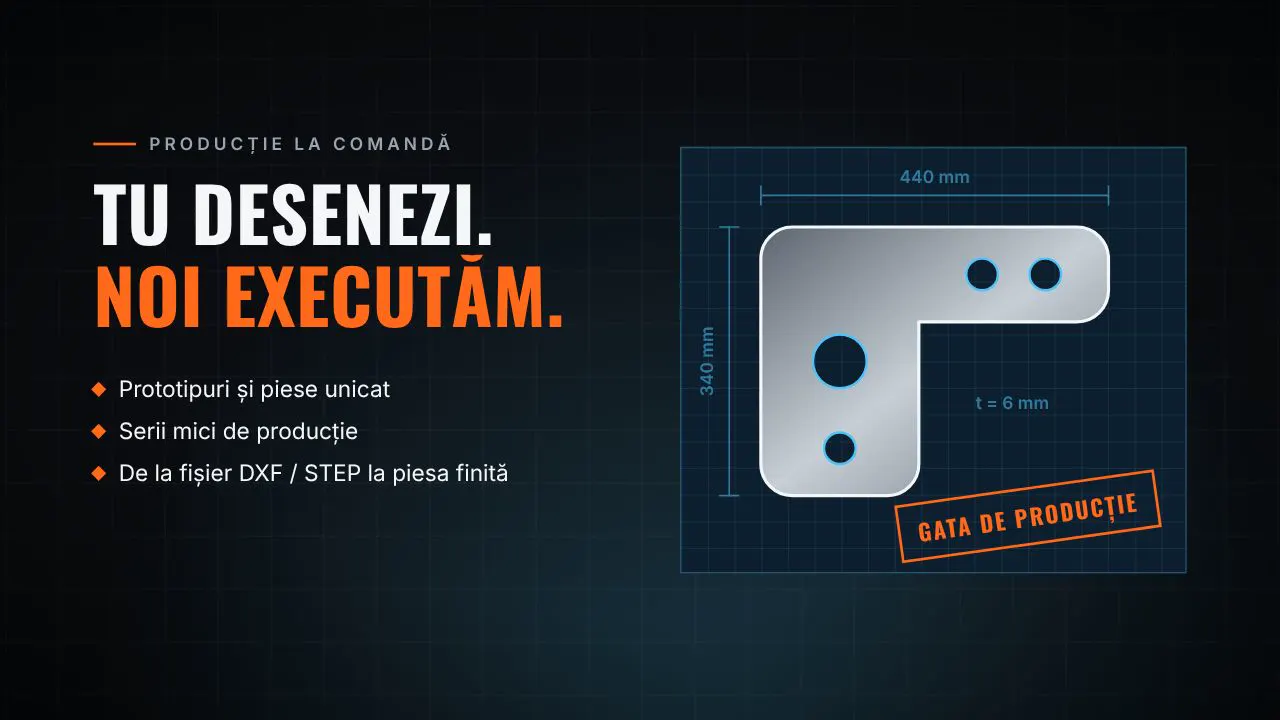 PRODUCȚIE LA COMANDĂ
TU DESENEZI.
NOI EXECUTĂM.
Prototipuri și piese unicat
Serii mici de producție
De la fișier DXF / STEP la piesa finită
440 mm
340 mm
t = 6 mm
GATA DE PRODUCȚIE